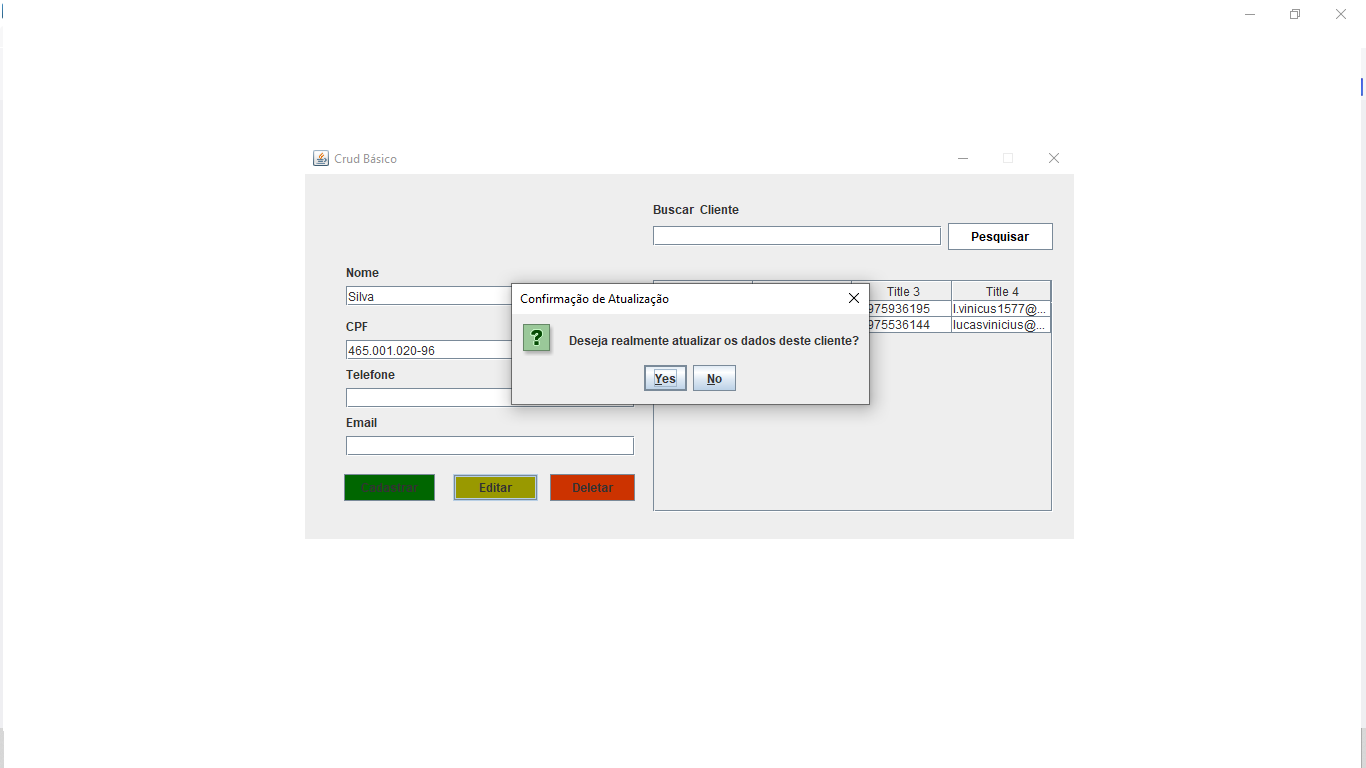 Crud Básico
Buscar Cliente
Pesquisar
Nome
Silva
CPF
465.001.020-96
Telefone
Email
Cadastrar
Editar
Deletar
Title 3
Title 4
975936195
l.vinicus1577@...
975536144
lucasvinicius@...
Confirmação de Atualização
?
Deseja realmente atualizar os dados deste cliente?
Yes
No